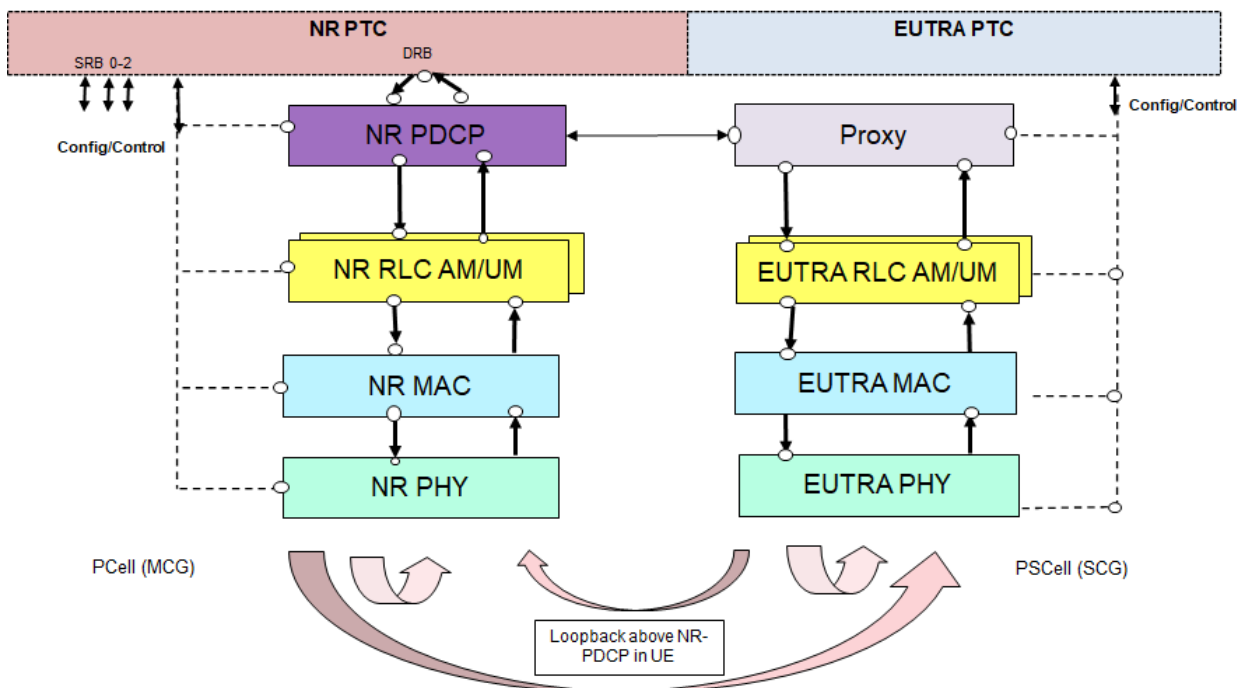 NR PTC
EUTRA PTC
SRB 0-2
DRB
Config/Control
Config/Control
NR PDCP
Proxy
NR RLC AM/UM
EUTRA RLC AM/UM
NR MAC
EUTRA MAC
NR PHY
EUTRA PHY
PCell (MCG)
PSCell (SCG)
Loopback above NR-
PDCP in UE